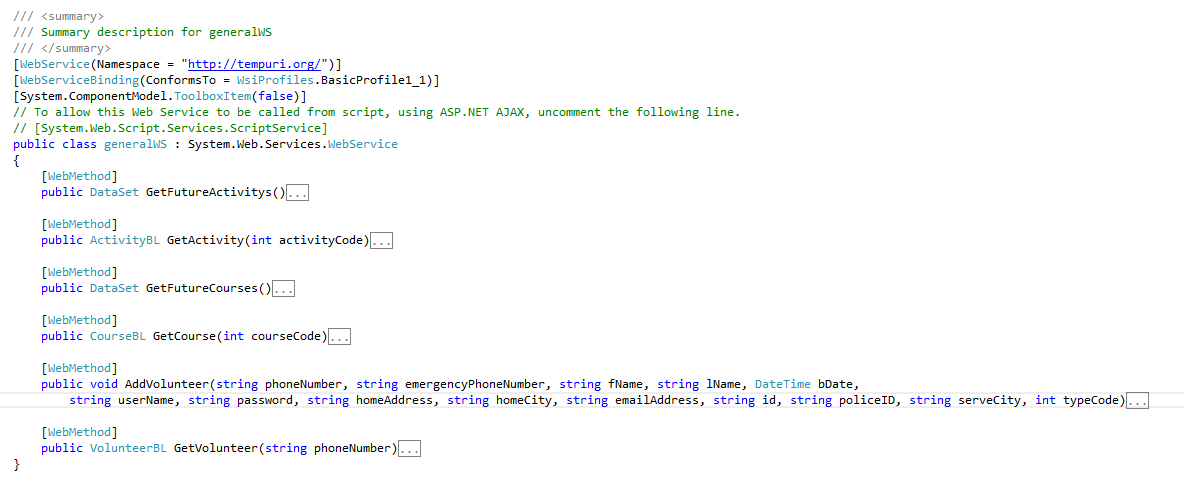 /// <summary>
/// Summary description for generalWS
/// </summary>
[WebService(Namespace = "http://tempuri.org/")]
[WebServiceBinding(ConformsTo = WsiProfiles.BasicProfile1_1)]
[System.ComponentModel.ToolboxItem(false)]
// To allow this Web Service to be called from script, using ASP.NET AJAX, uncomment the following line.
// [System.Web.Script.Services.ScriptService]
public class generalWS : System.Web.Services.WebService
{
[WebMethod]
public DataSet GetFutureActivitys()...
[WebMethod]
public ActivityBL GetActivity(int activityCode)...
[WebMethod]
public DataSet GetFutureCourses()...
[WebMethod]
public CourseBL GetCourse(int courseCode)...
[WebMethod]
public void AddVolunteer(string phoneNumber, string emergencyPhoneNumber, string fName, string lName, DateTime bDate,
string userName, string password, string homeAddress, string homeCity, string emailAddress, string id, string policeID, string serveCity, int typeCode)...
[WebMethod]
public VolunteerBL GetVolunteer(string phoneNumber)...
}